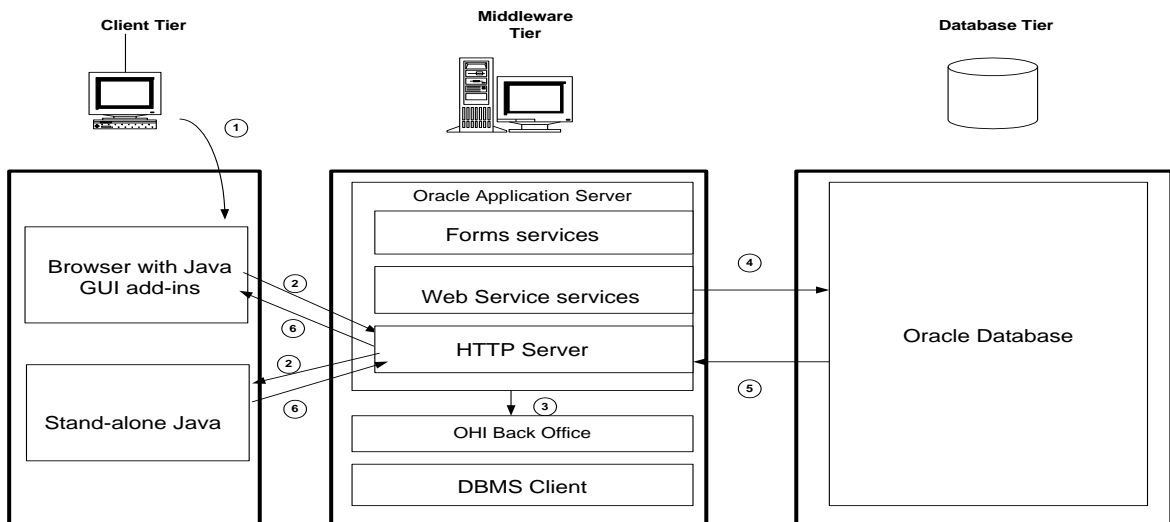 Client Tier
Middleware
Tier
Database Tier
1
Oracle Application Server
Forms services
Browser with Java
GUI add-ins
2
Web Service services
4
6
HTTP Server
Oracle Database
2
5
6
3
Stand-alone Java
OHI Back Office
DBMS Client